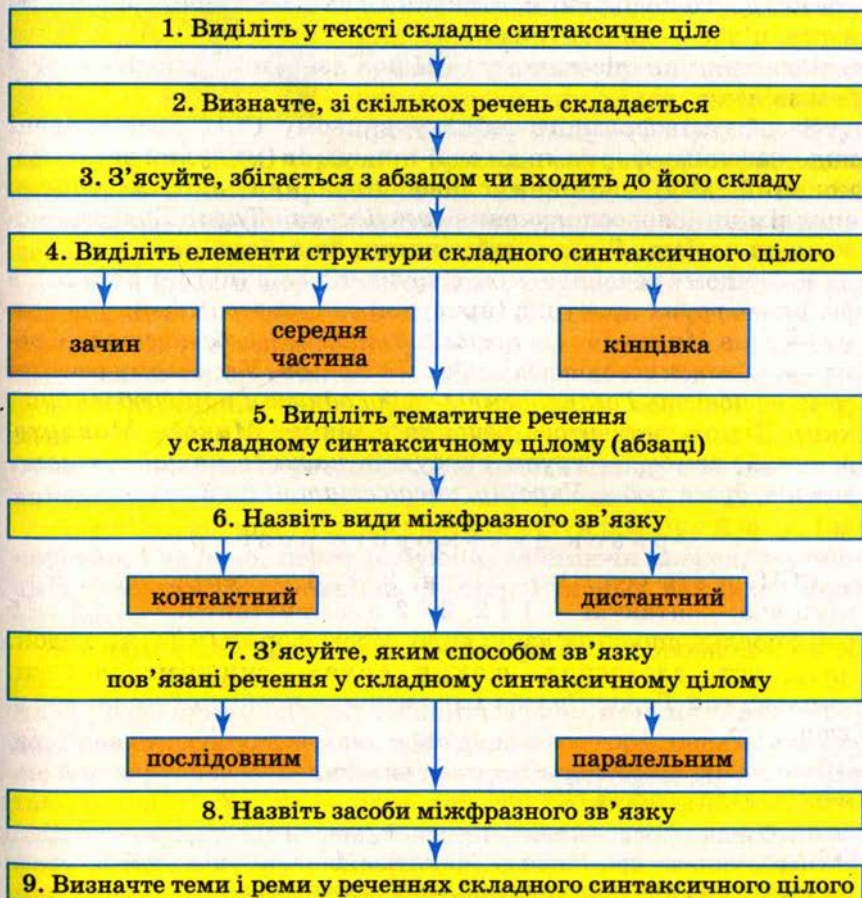 1. Виділіть у тексті складне синтаксичне ціле
2. Визначте, зі скількох речень складається
3. З'ясуйте, збігається з абзацом чи входить до його складу
4. Виділіть елементи структури складного синтаксичного цілого
зачин
середня
частина
кінцівка
5. Виділіть тематичне речення
у складному синтаксичному цілому (абзаці)
6. Назвіть види міжфразного зв'язку
контактний
дистантний
7. З'ясуйте, яким способом зв'язку
пов'язані речення у складному синтаксичному цілому
послідовним
паралельним
8. Назвіть засоби міжфразного зв'язку
9. Визначте теми і реми у реченнях складного синтаксичного цілого